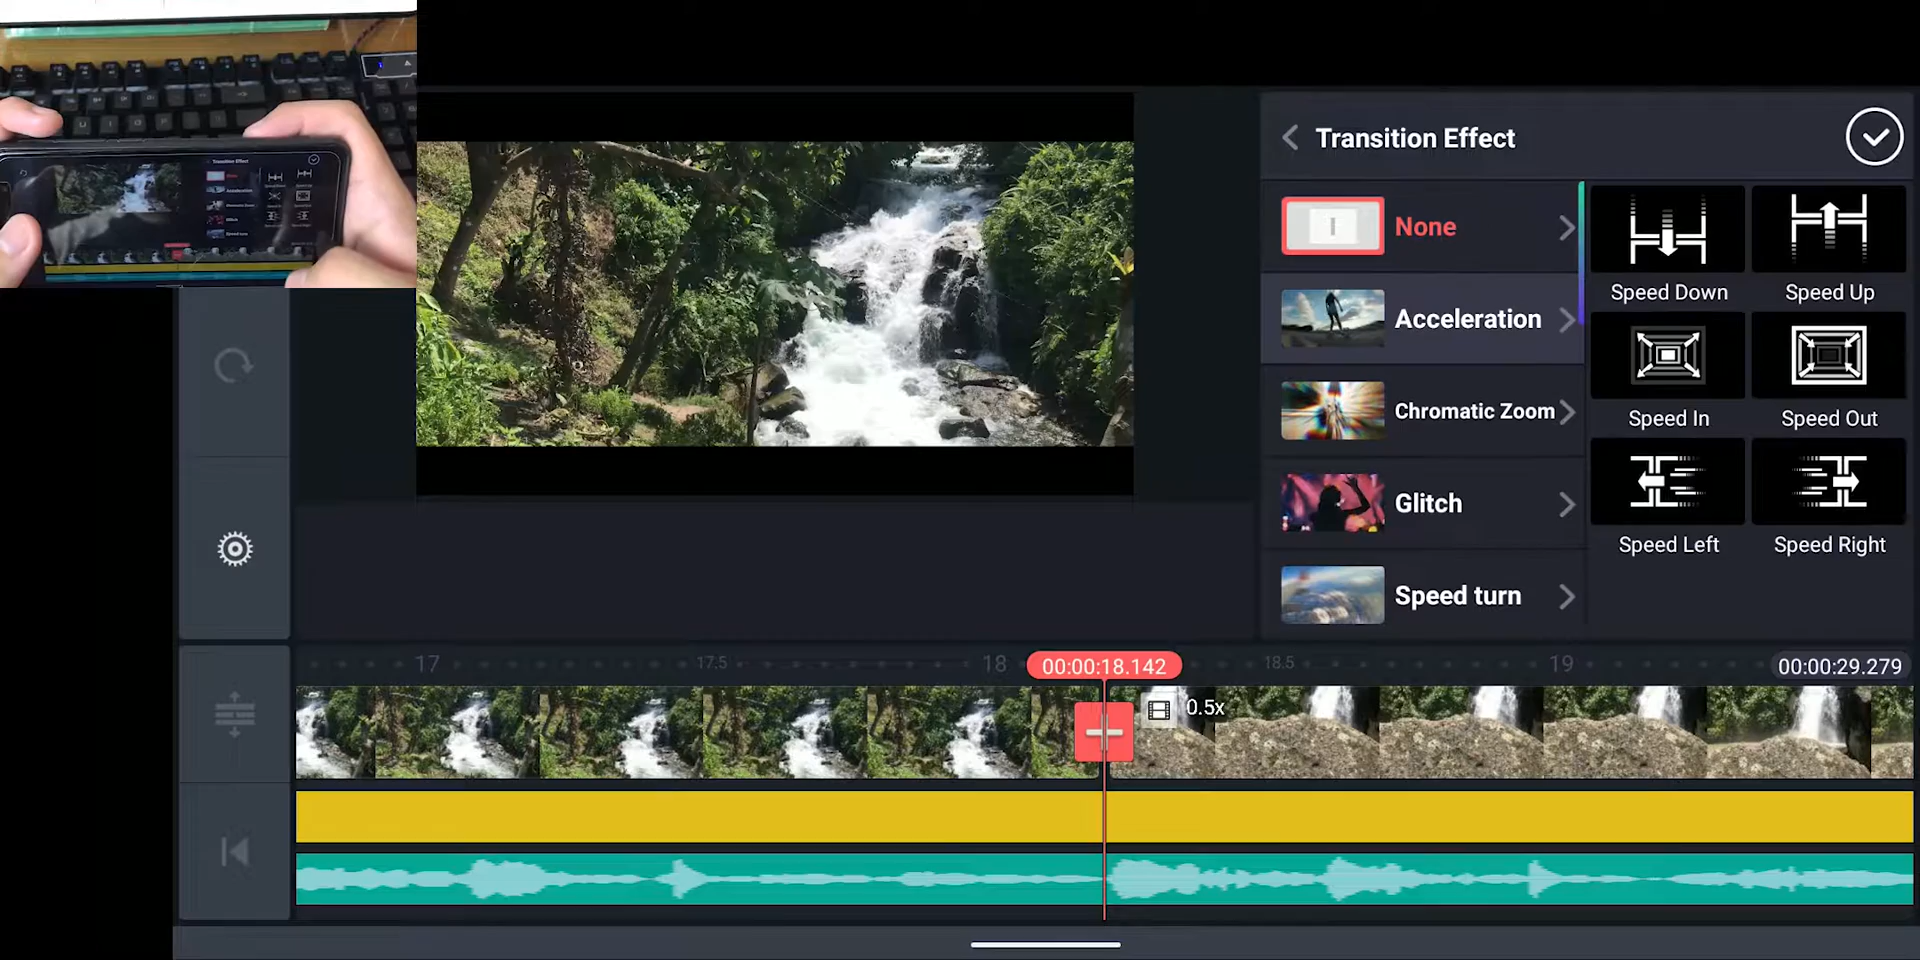 Transition Effect
None
Acceleration
Chromatic Zoom
Glitch
Speed turn
Speed Down
Speed Up
Speed In
Speed Out
Speed Left
Speed Right
17
17.5
18
00:00:18.142
18.5
19
00:00:29.279
0.5x